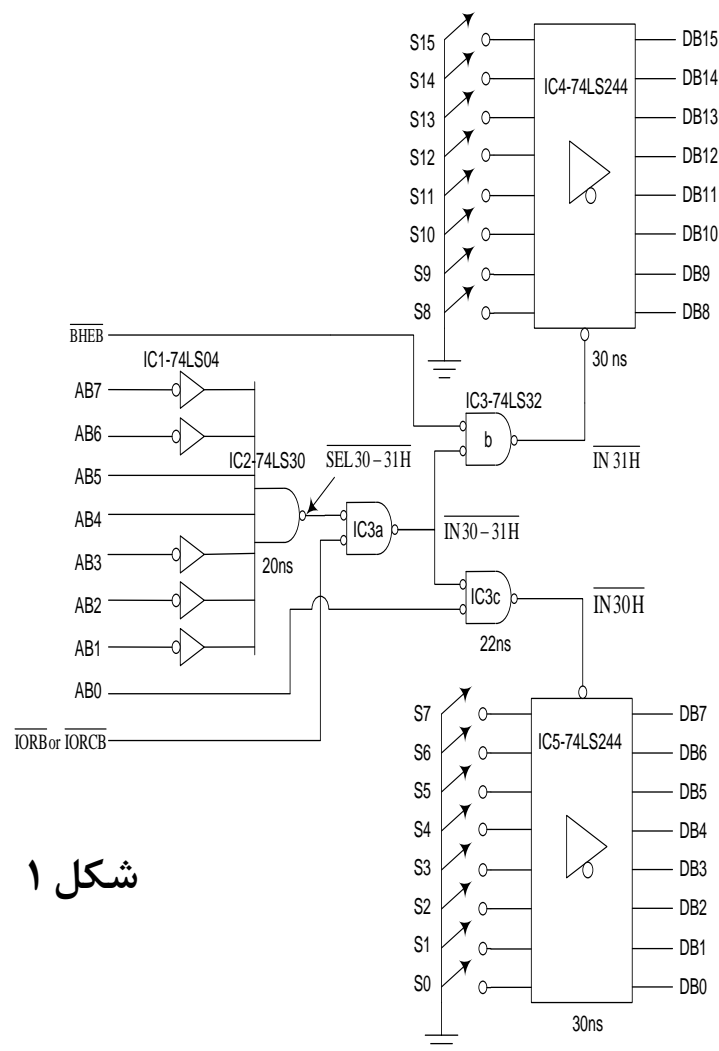 S15
DB15
S14
IC4-74LS244
DB14
S13
DB13
S12
DB12
S11
DB11
S10
DB10
S9
DB9
S8
DB8
30 ns
BHEB
IC1-74LS04
IC3-74LS32
AB7
AB6
b
IN 31H
IC2-74LS30
SEL30–31H
AB5
AB4
IC3a
IN30–31H
AB3
20ns
AB2
IC3c
IN30H
AB1
22ns
AB0
IORB or IORCB
S7
DB7
S6
IC5-74LS244
DB6
S5
DB5
S4
DB4
S3
DB3
S2
DB2
S1
DB1
S0
DB0
30ns
شکل ۱